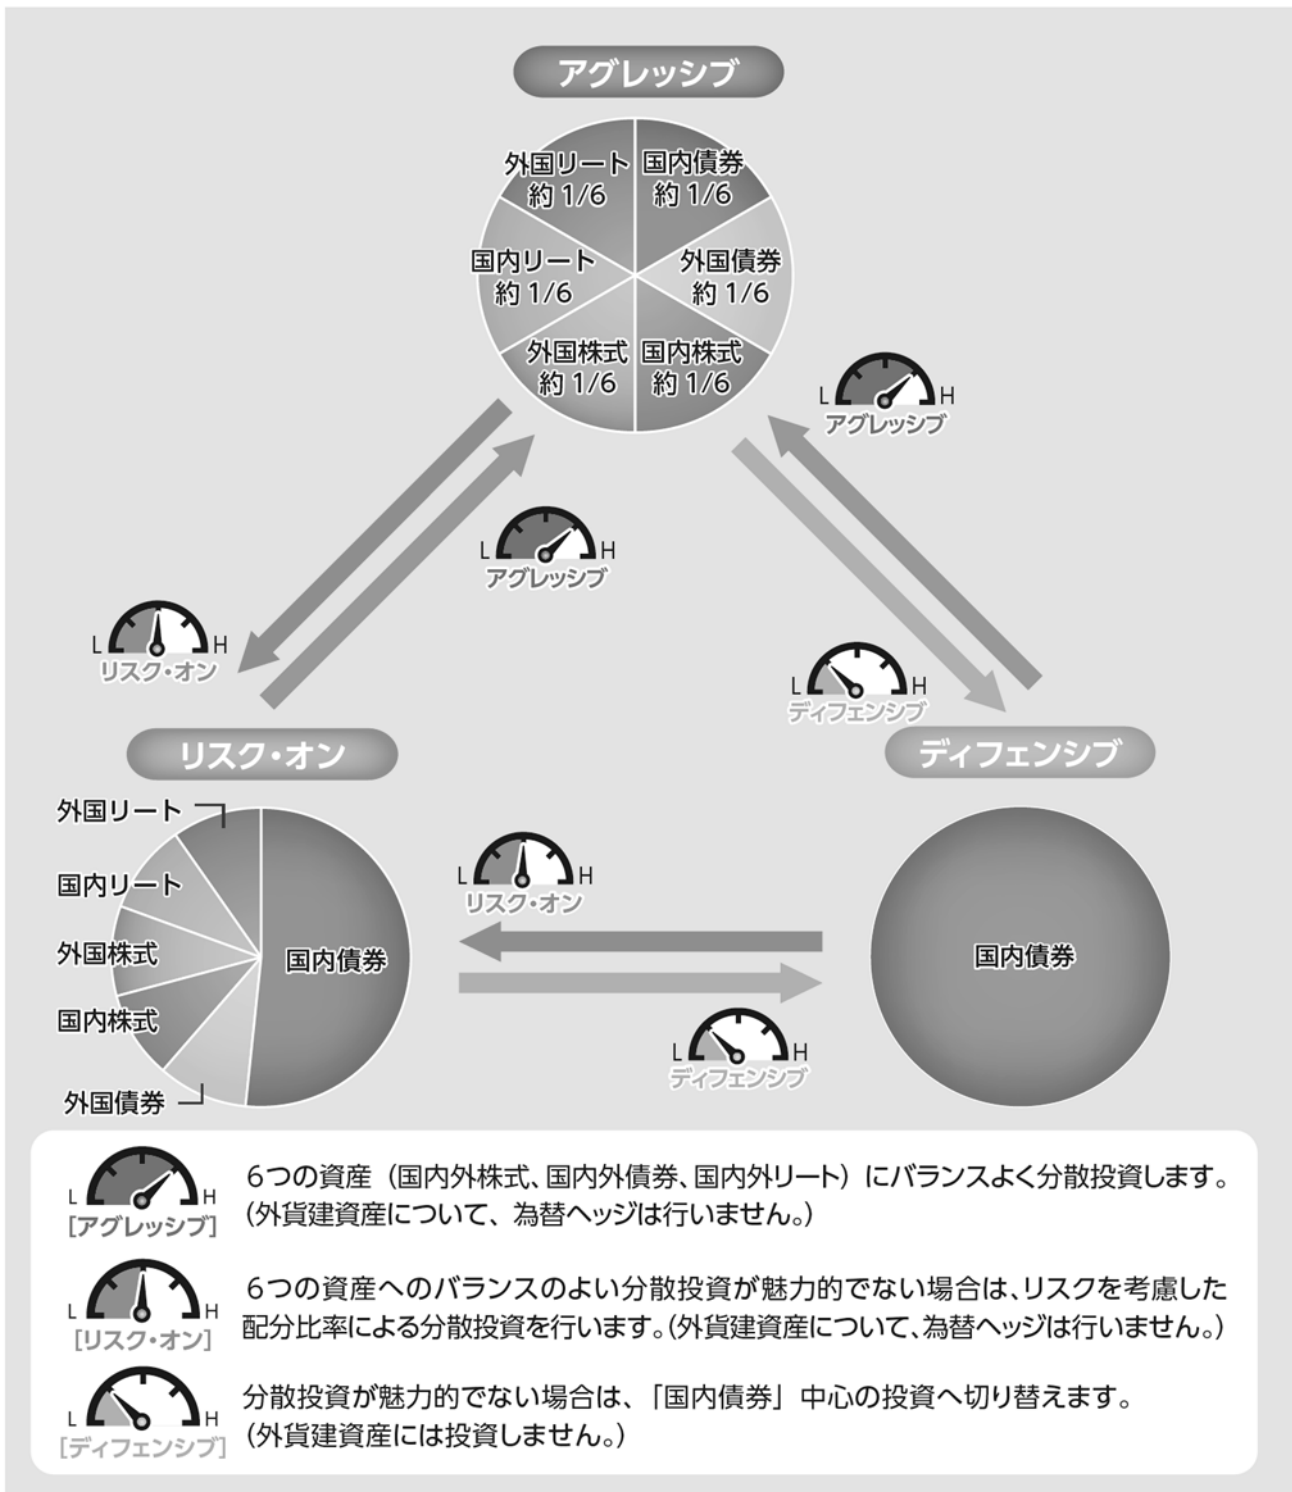 アグレッシブ
外国リート
約 1/6
国内債券
約 1/6
国内リート
約 1/6
外国債券
約 1/6
外国株式
約 1/6
国内株式
約 1/6
L H
アグレッシブ
L H
アグレッシブ
L H
リスク・オン
L H
ディフェンシブ
リスク・オン
ディフェンシブ
外国リート
国内リート
外国株式
国内株式
外国債券
国内債券
L H
リスク・オン
国内債券
L H
ディフェンシブ
L H
[アグレッシブ]
6つの資産（国内外株式、国内外債券、国内外リート）にバランスよく分散投資します。
（外貨建資産について、為替ヘッジは行いません。）
L H
[リスク・オン]
6つの資産へのバランスのよい分散投資が魅力的でない場合は、リスクを考慮した
配分比率による分散投資を行います。（外貨建資産について、為替ヘッジは行いません。）
L H
[ディフェンシブ]
分散投資が魅力的でない場合は、「国内債券」中心の投資へ切り替えます。
（外貨建資産には投資しません。）